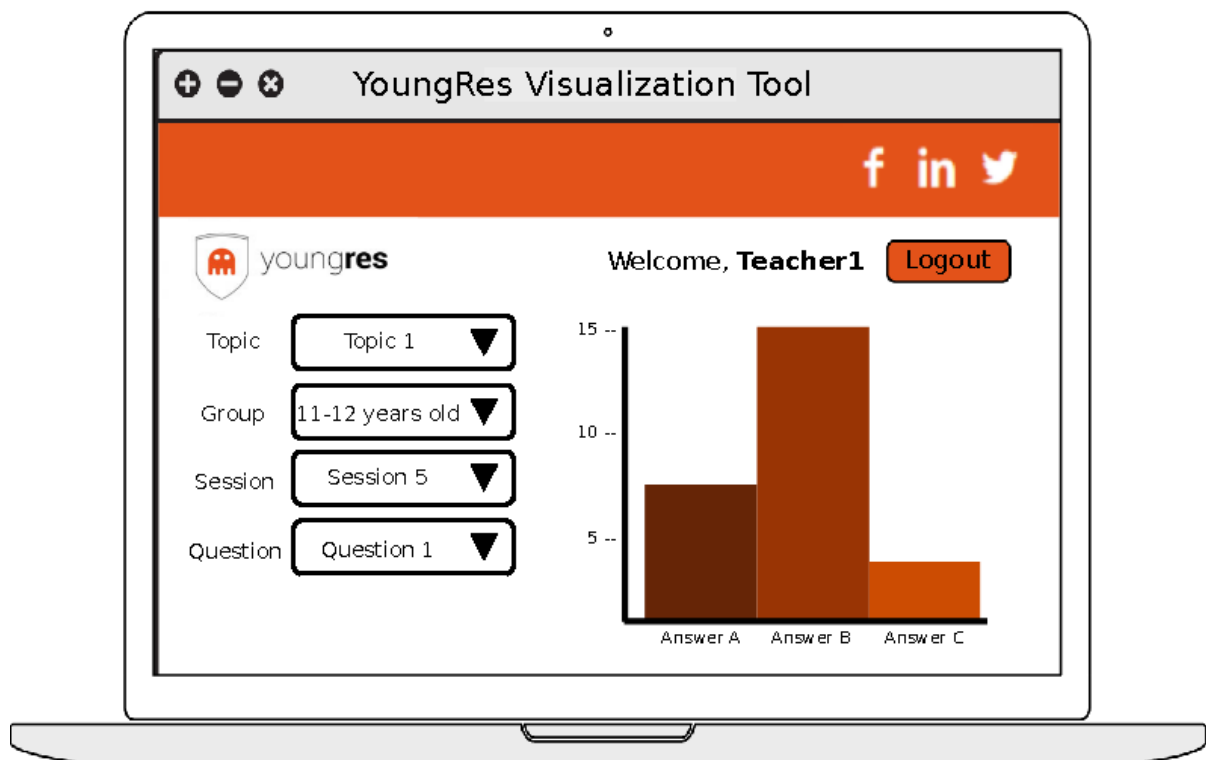 YoungRes Visualization Tool
f in
youngres
Welcome, Teacher1
Logout
Topic
Topic 1
Group
11-12 years old
Session
Session 5
Question
Question 1
15 --
10 --
5 --
Answer A
Answer B
Answer C